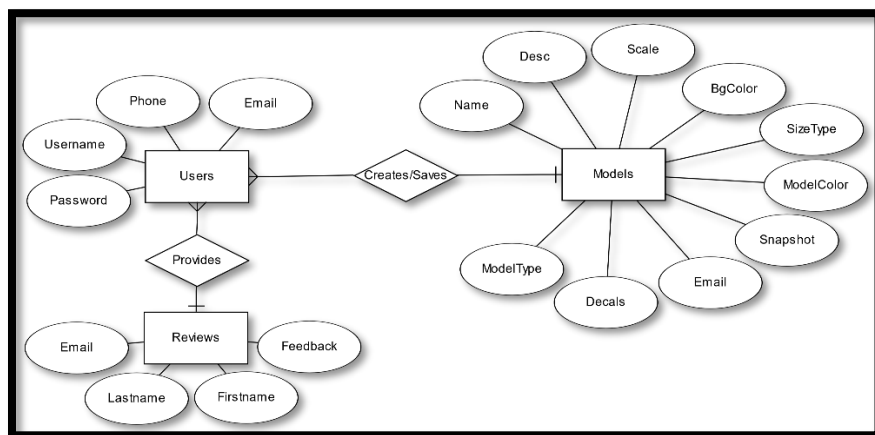 Scale
Desc
BgColor
Phone
Email
Name
SizeType
Username
Users
Creates/Saves
Models
ModelColor
Password
Snapshot
Provides
ModelType
Email
Decals
Reviews
Email
Feedback
Lastname
Firstname